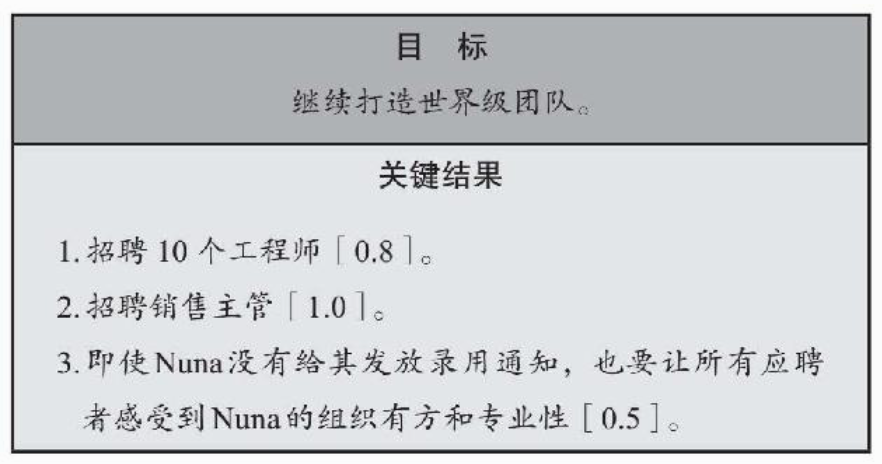 目 标
继续打造世界级团队。
关键结果
1.招聘 10 个工程师［0.8］。
2.招聘销售主管［1.0］。
3.即使Nuna没有给其发放录用通知，也要让所有应聘
者感受到Nuna的组织有方和专业性［0.5］。